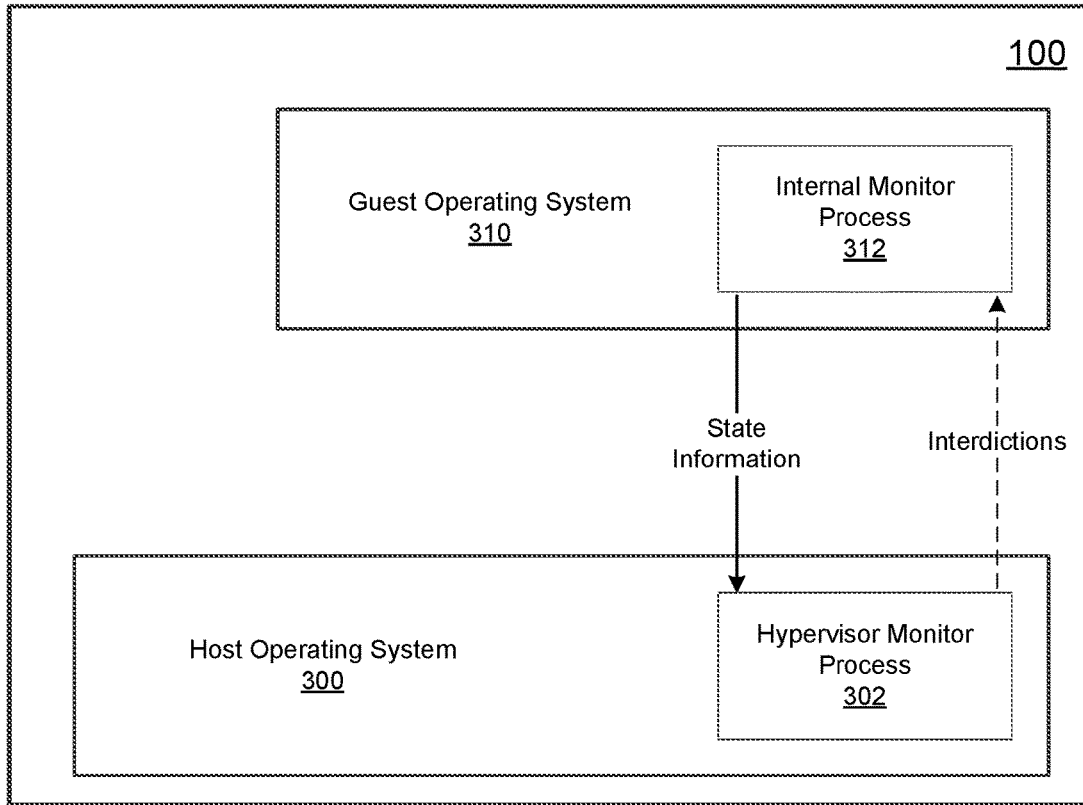 100
Guest Operating System
310
Internal Monitor
Process
312
State
Information
Interdictions
Host Operating System
300
Hypervisor Monitor
Process
302